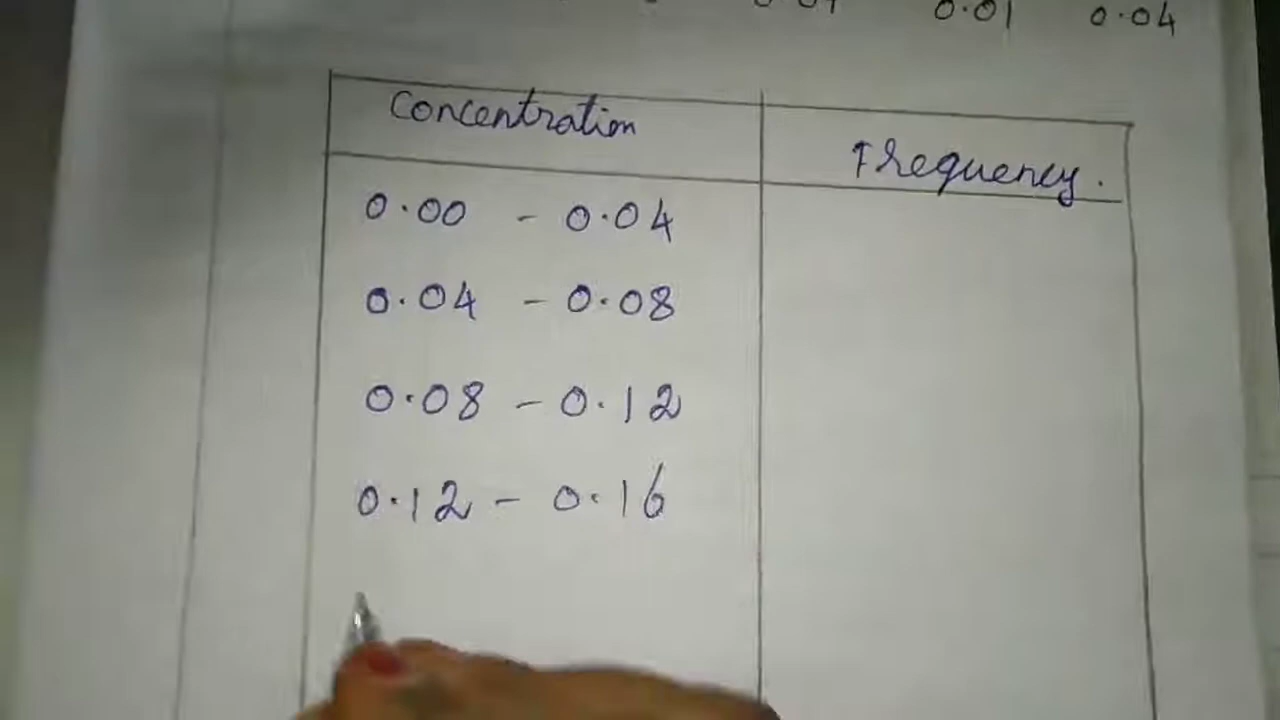 0.01 0.04
Concentration Frequency.
0.00 - 0.04
0.04 - 0.08
0.08 - 0.12
0.12 - 0.16